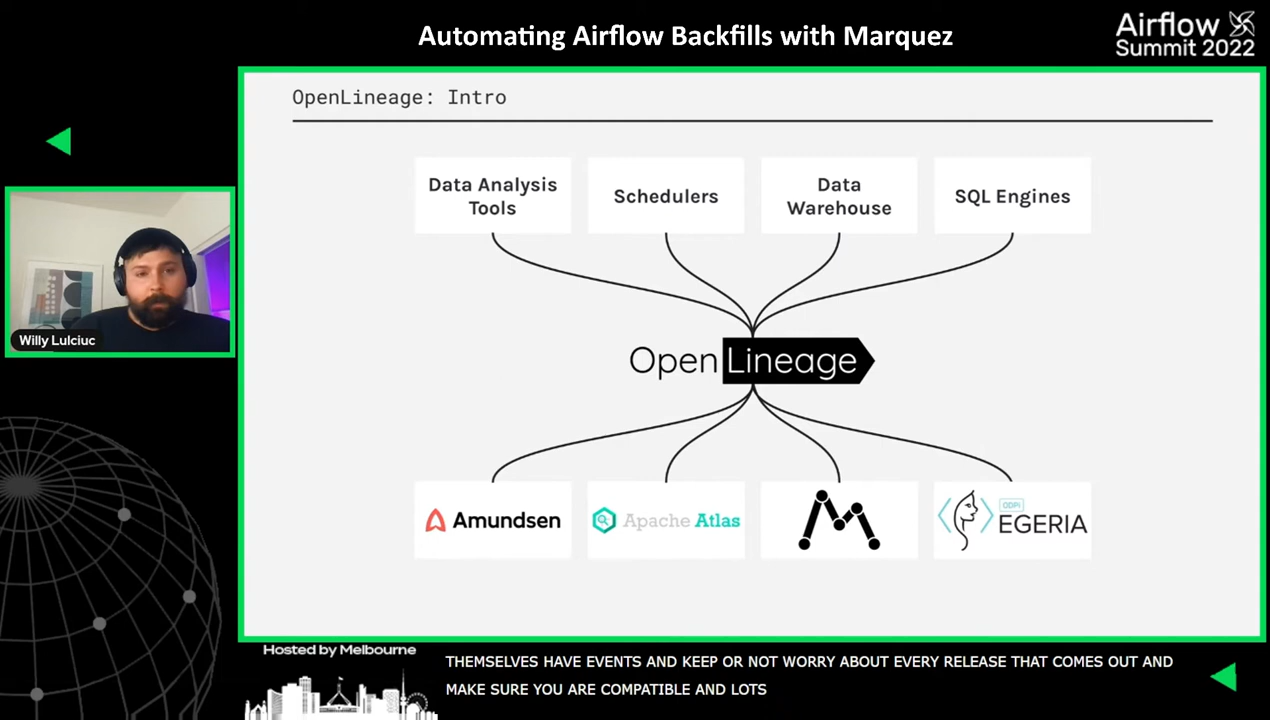 Automating Airflow Backfills with Marquez
Airflow
Summit 2022
OpenLineage: Intro
Data Analysis
Tools
Schedulers
Data
Warehouse
SQL Engines
Open Lineage
Willy Lulciuc
Amundsen
Apache Atlas
ODPi
EGERIA
Hosted by Melbourne
THEMSELVES HAVE EVENTS AND KEEP OR NOT WORRY ABOUT EVERY RELEASE THAT COMES OUT AND
MAKE SURE YOU ARE COMPATIBLE AND LOTS